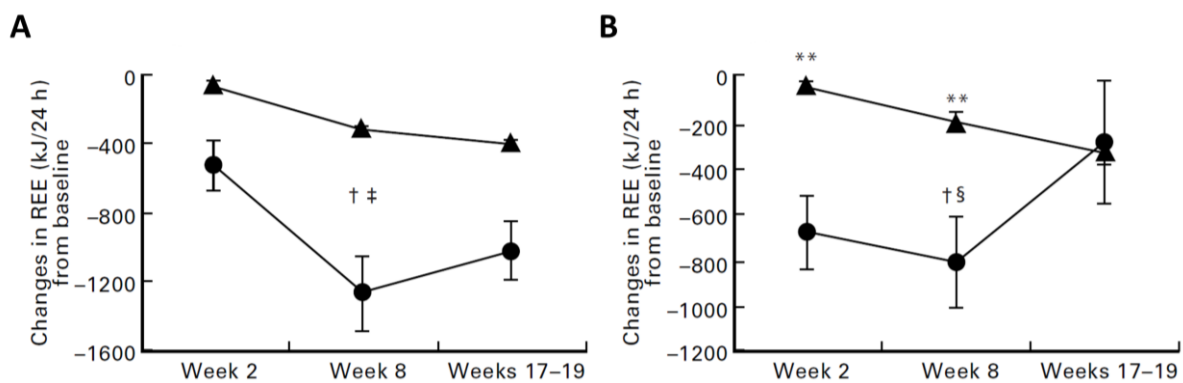 A
B
Changes in REE (kJ/24 h)
from baseline
0
−400
−800
−1200
−1600
† ‡
Week 2
Week 8
Weeks 17–19
Changes in REE (kJ/24 h)
from baseline
0
−200
−400
−600
−800
−1000
−1200
**
**
† §
Week 2
Week 8
Weeks 17–19